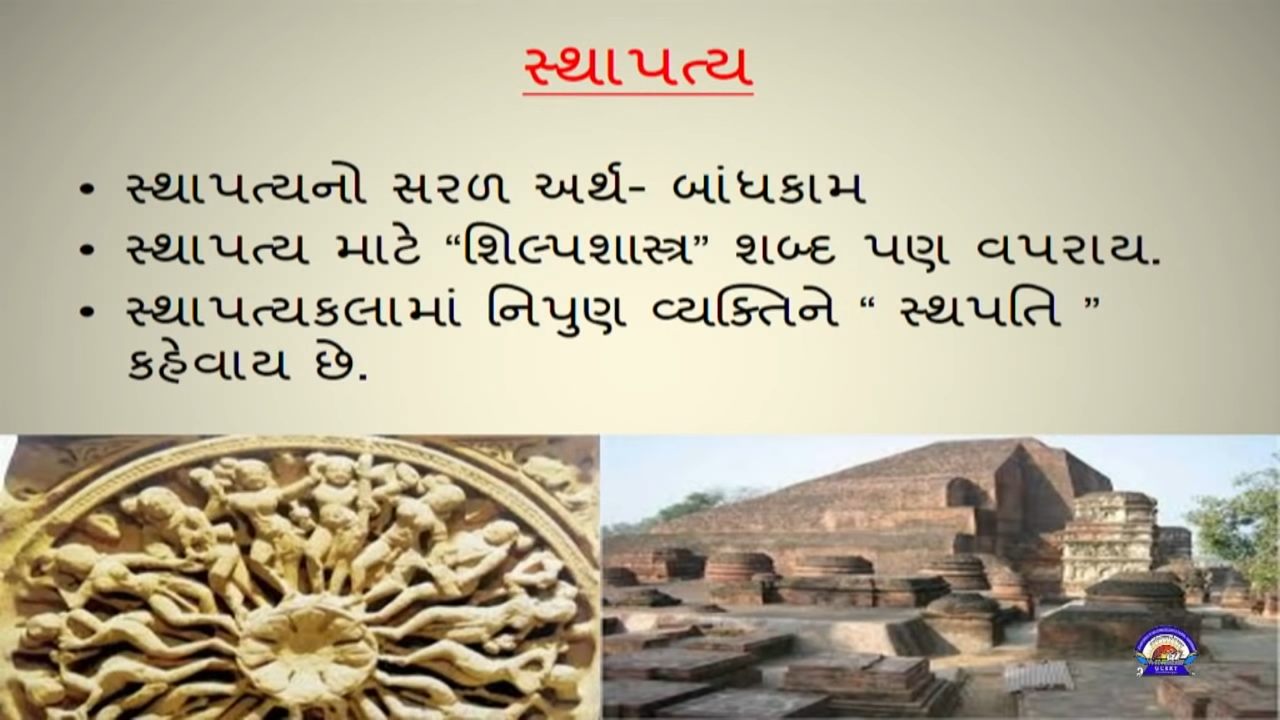 સ્થાપત્ય
• સ્થાપત્યનો સરળ અર્થ- બાંધકામ
• સ્થાપત્ય માટે “શિલ્પશાસ્ત્ર” શબ્દ પણ વપરાય.
• સ્થાપત્યકલામાં નિપુણ વ્યક્તિને “ સ્થપતિ ”
કહેવાય છે.